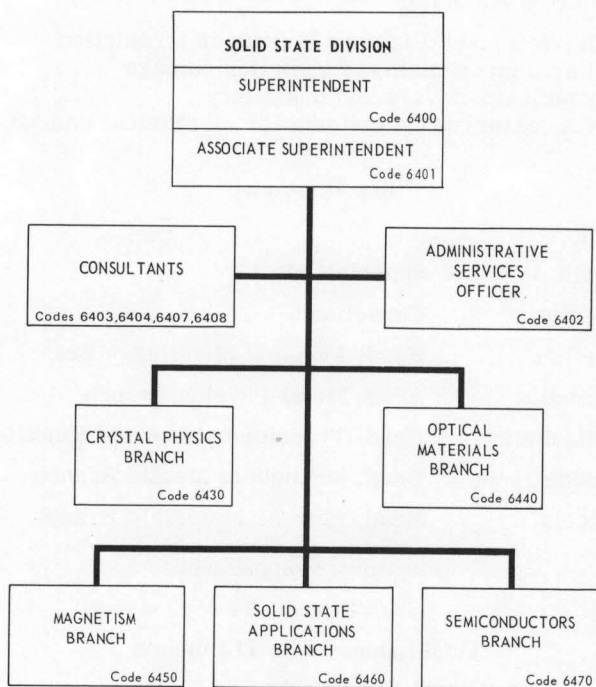 SOLID STATE DIVISION
SUPERINTENDENT
Code 6400
ASSOCIATE SUPERINTENDENT
Code 6401
CONSULTANTS
Codes 6403,6404,6407,6408
ADMINISTRATIVE
SERVICES
OFFICER
Code 6402
CRYSTAL PHYSICS
BRANCH
Code 6430
OPTICAL
MATERIALS
BRANCH
Code 6440
MAGNETISM
BRANCH
Code 6450
SOLID STATE
APPLICATIONS
BRANCH
Code 6460
SEMICONDUCTORS
BRANCH
Code 6470